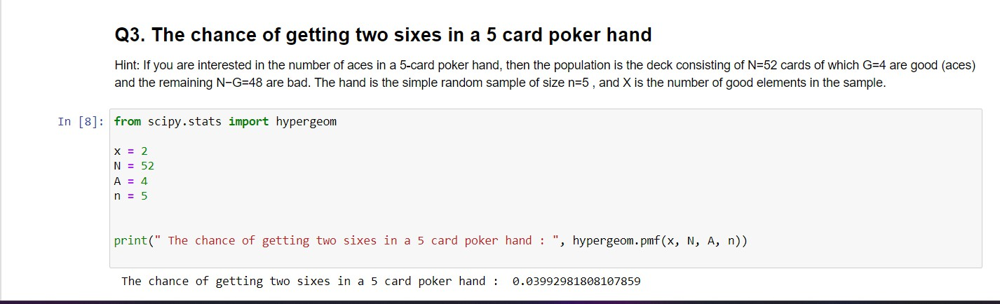 Q3. The chance of getting two sixes in a 5 card poker hand
Hint: If you are interested in the number of aces in a 5-card poker hand, then the population is the deck consisting of N=52 cards of which G=4 are good (aces)
and the remaining N−G=48 are bad. The hand is the simple random sample of size n=5 , and X is the number of good elements in the sample.
In [8]: from scipy.stats import hypergeom
x = 2
N = 52
A = 4
n = 5
print(" The chance of getting two sixes in a 5 card poker hand : ", hypergeom.pmf(x, N, A, n))
The chance of getting two sixes in a 5 card poker hand :  0.03992981808107859